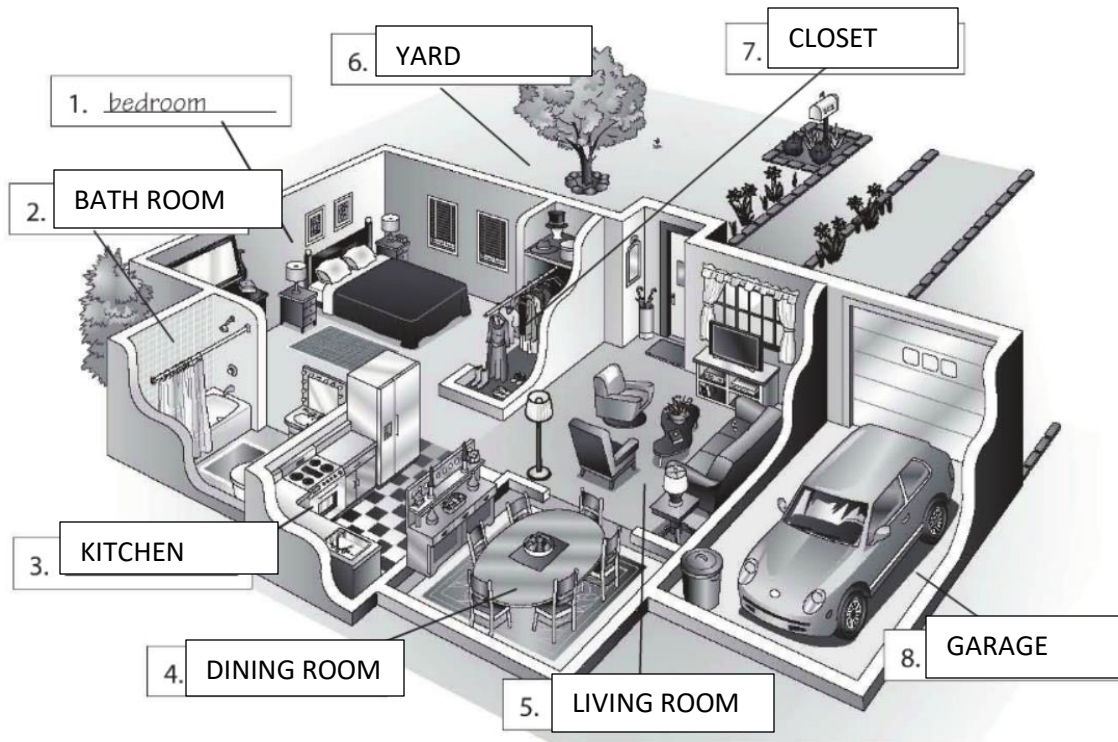 1. bedroom
2. BATH ROOM
3. KITCHEN
4. DINING ROOM
5. LIVING ROOM
6. YARD
7. CLOSET
8. GARAGE